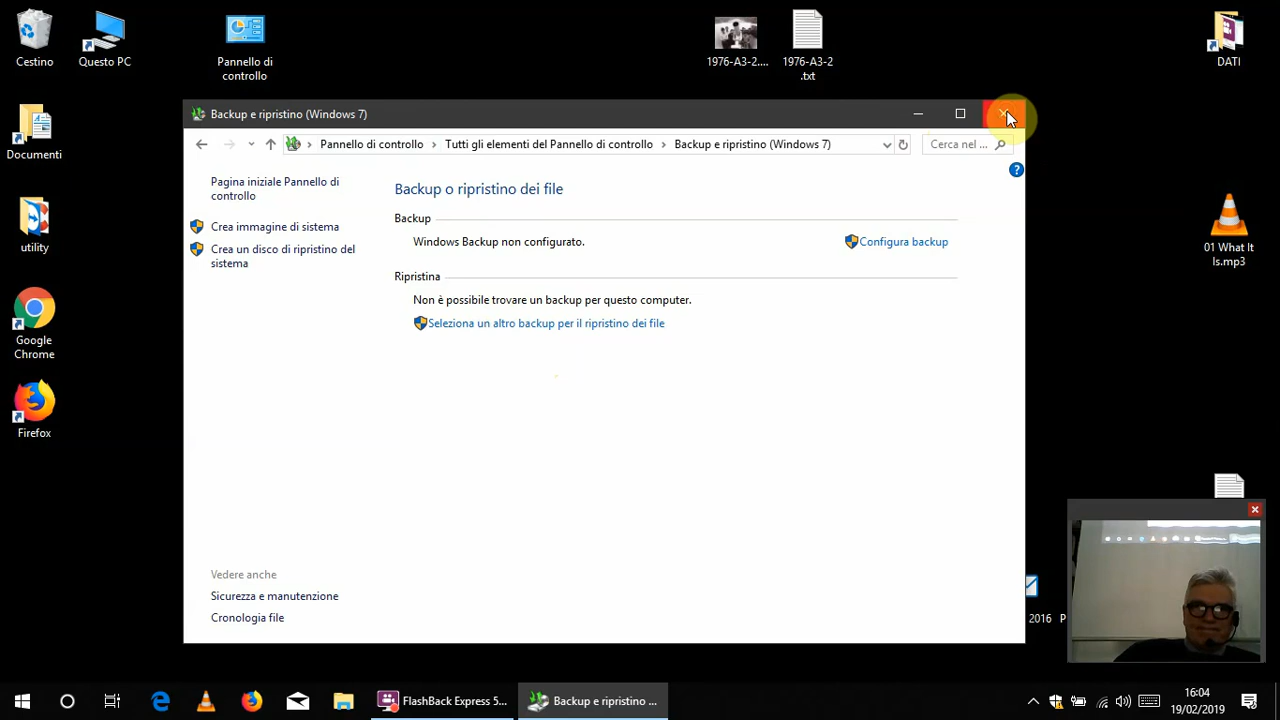 Cestino
Questo PC
Pannello di
controllo
1976-A3-2....
1976-A3-2
.txt
DATI
Documenti
utility
Google
Chrome
Firefox
01 What It
Is.mp3
2016
P
Backup e ripristino (Windows 7)
Pannello di controllo
Tutti gli elementi del Pannello di controllo
Backup e ripristino (Windows 7)
Cerca nel ...
Pagina iniziale Pannello di
controllo
Crea immagine di sistema
Crea un disco di ripristino del
sistema
Backup o ripristino dei file
Backup
Windows Backup non configurato.
Configura backup
Ripristina
Non è possibile trovare un backup per questo computer.
Seleziona un altro backup per il ripristino dei file
Vedere anche
Sicurezza e manutenzione
Cronologia file
FlashBack Express 5...
Backup e ripristino ...
16:04
19/02/2019